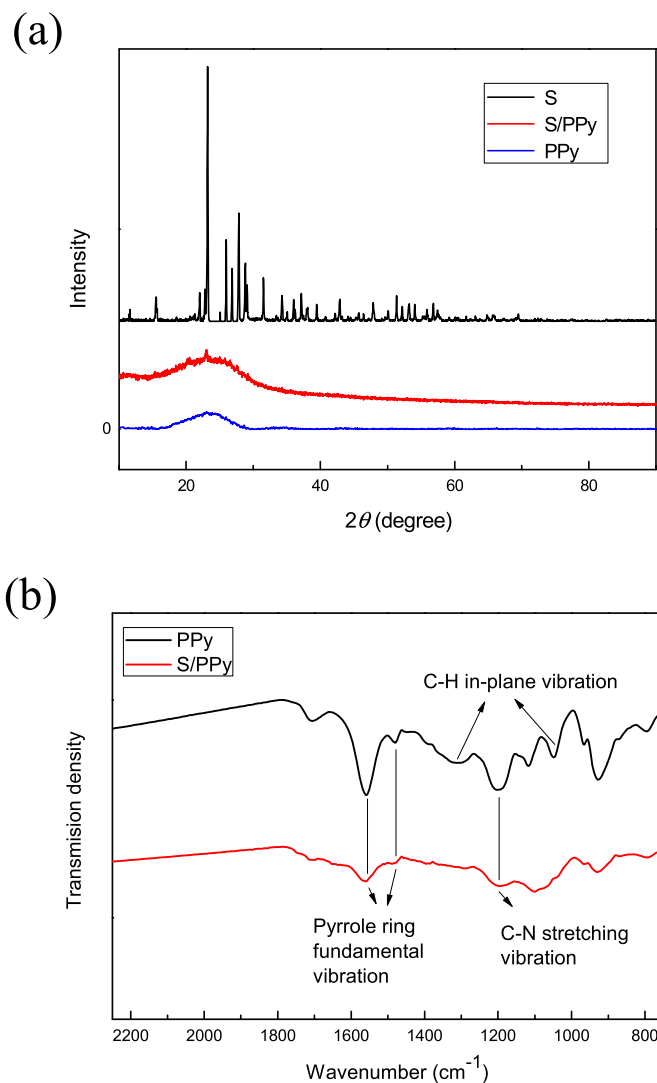 (a)
S
S/PPy
PPy
Intensity
0
20 40 60 80
2θ (degree)
(b)
PPy
S/PPy
C-H in-plane vibration
Transmision density
Pyrrole ring
fundamental
vibration
C-N stretching
vibration
2200 2000 1800 1600 1400 1200 1000 800
Wavenumber (cm-1)